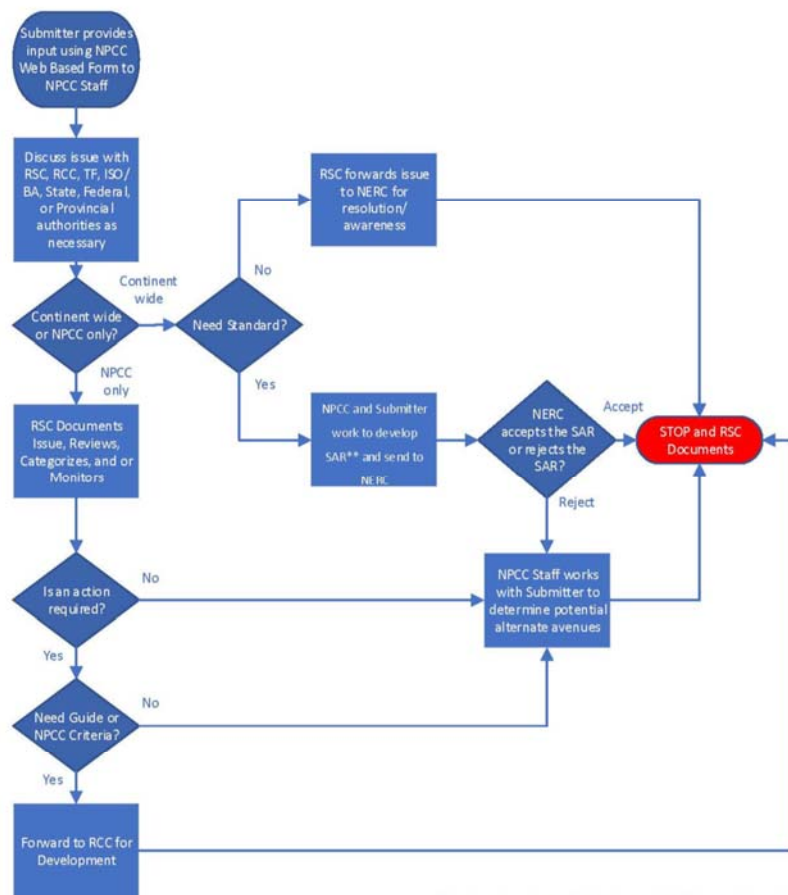 Submitter provides
input using NPCC
Web Based Form to
NPCC Staff
Discuss issue with
RSC, RCC, TF, ISO/
BA, State, Federal,
or Provincial
authorities as
necessary
RSC forwards issue
to NERC for
resolution/
awareness
Continent
wide
No
Continent wide
or NPCC only?
Need Standard?
NPCC
only
Yes
RSC Documents
Issue, Reviews,
Categorizes, and or
Monitors
NPCC and Submitter
work to develop
SAR** and send to
NERC
NERC
accepts the SAR
or rejects the
SAR?
Accept
STOP and RSC
Documents
Reject
Is an action
required?
No
NPCC Staff works
with Submitter to
determine potential
alternate avenues
Yes
Need Guide or
NPCC Criteria?
No
Yes
Forward to RCC for
Development